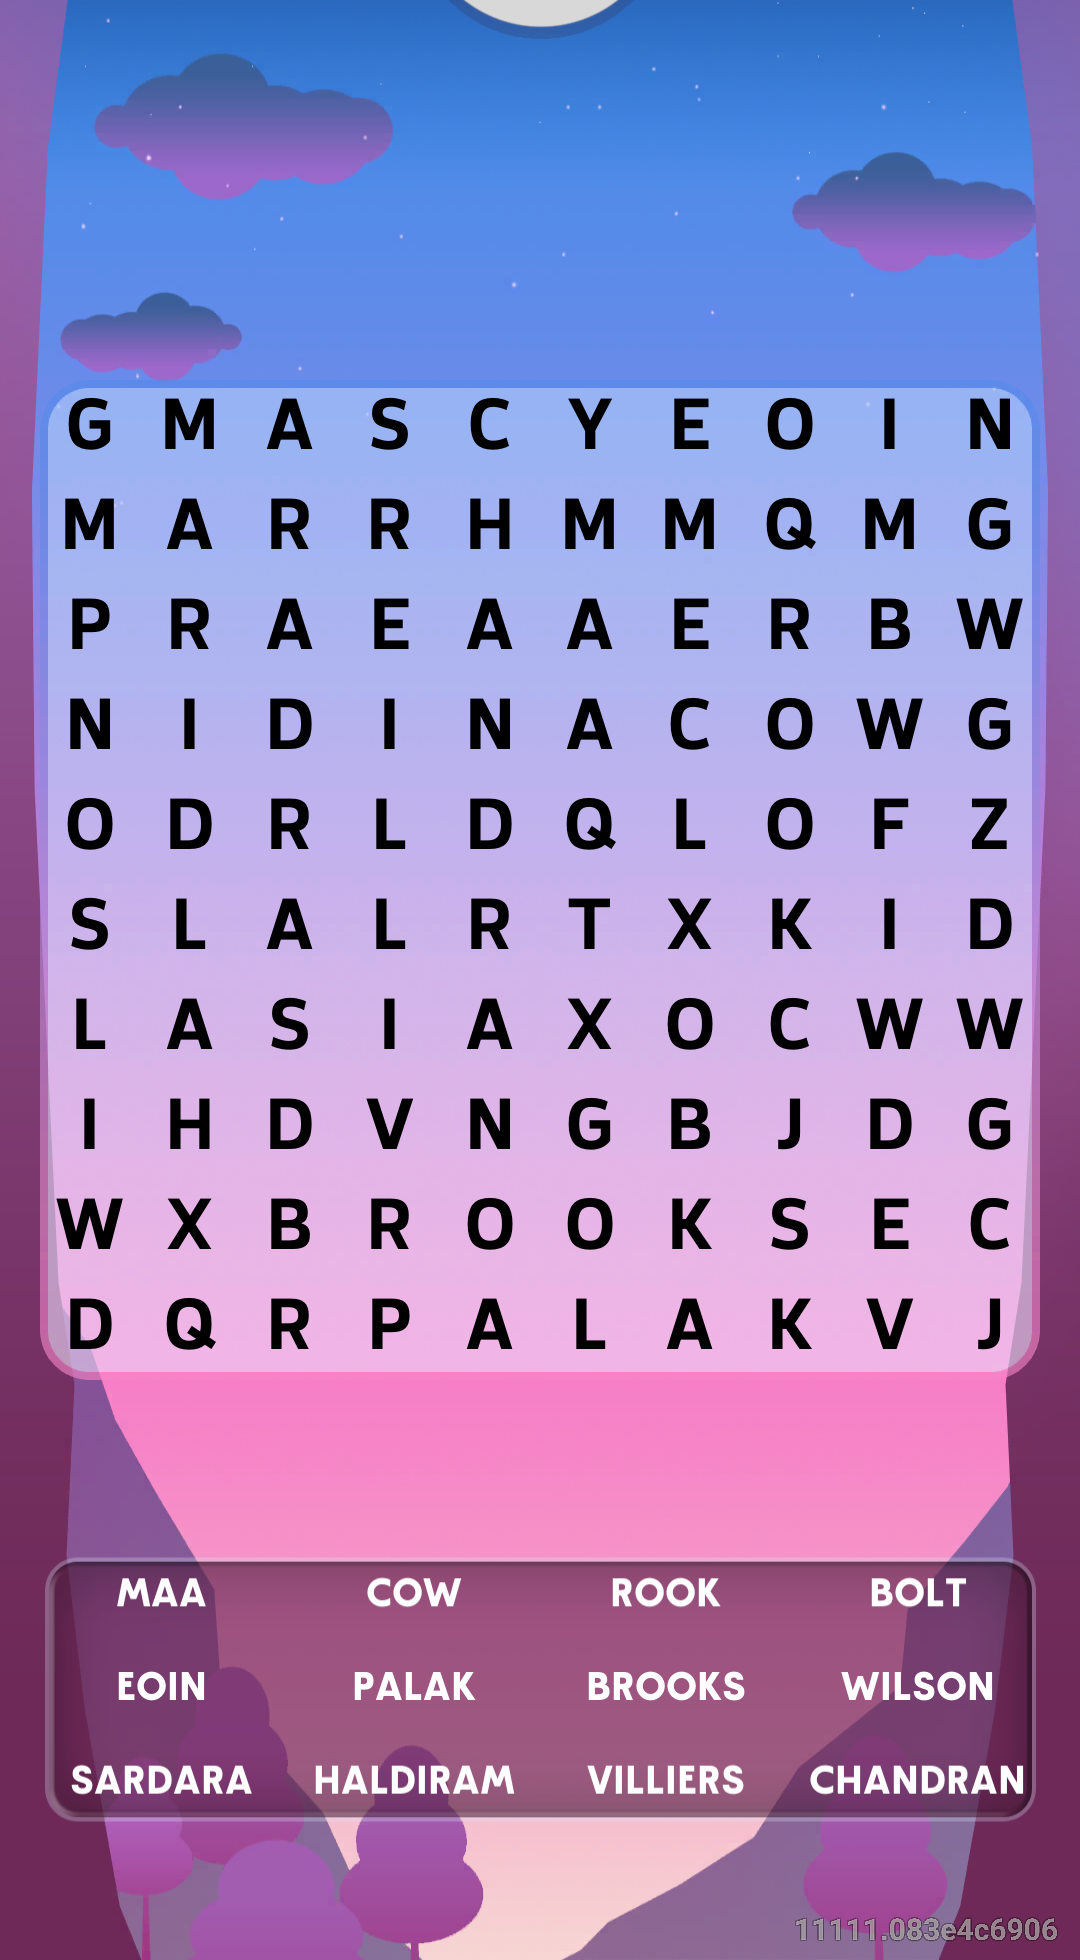 G M A S C Y E O I N
M A R R H M M Q M G
P R A E A A E R B W
N I D I N A C O W G
O D R L D Q L O F Z
S L A L R T X K I D
L A S I A X O C W W
I H D V N G B J D G
W X B R O O K S E C
D Q R P A L A K V J
MAA COW ROOK BOLT
EOIN PALAK BROOKS WILSON
SARDARA HALDIRAM VILLIERS CHANDRAN
11111.083e4c6906